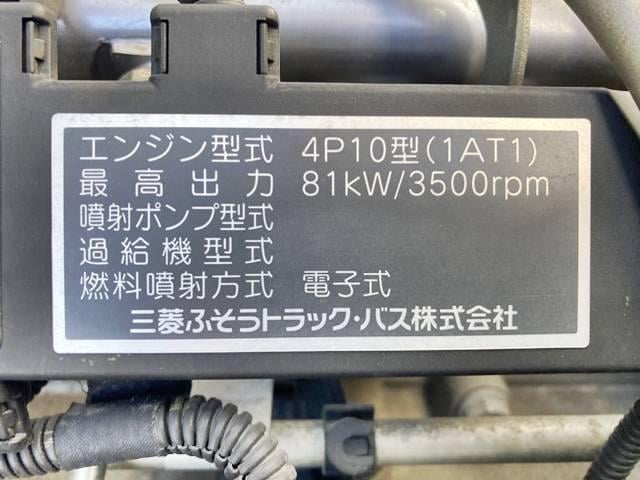 エンジン型式 4P10型(1AT1)
最高出力 81kW/3500rpm
噴射ポンプ型式
過給機型式
燃料噴射方式 電子式
三菱ふそうトラック・バス株式会社